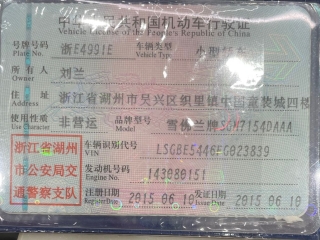 中华人民共和国机动车行驶证
Vehicle License of the People's Republic of China
号牌号码 浙E4991E 车辆类型 小型轿车
Plate No. Vehicle Type
所有人 刘兰
Owner
住址 浙江省湖州市吴兴区织里镇中国童装城四楼
Address
使用性质 非营运 品牌型号 雪佛兰牌SGM7154DAAA
Use Character Model
浙江省湖州
市公安局交
通警察支队
车辆识别代号 LSGBE5446EG023839
VIN
发动机号码 143080151
Engine No.
注册日期 2015 06 10 发证日期 2015 06 10
Register Date Issue Date